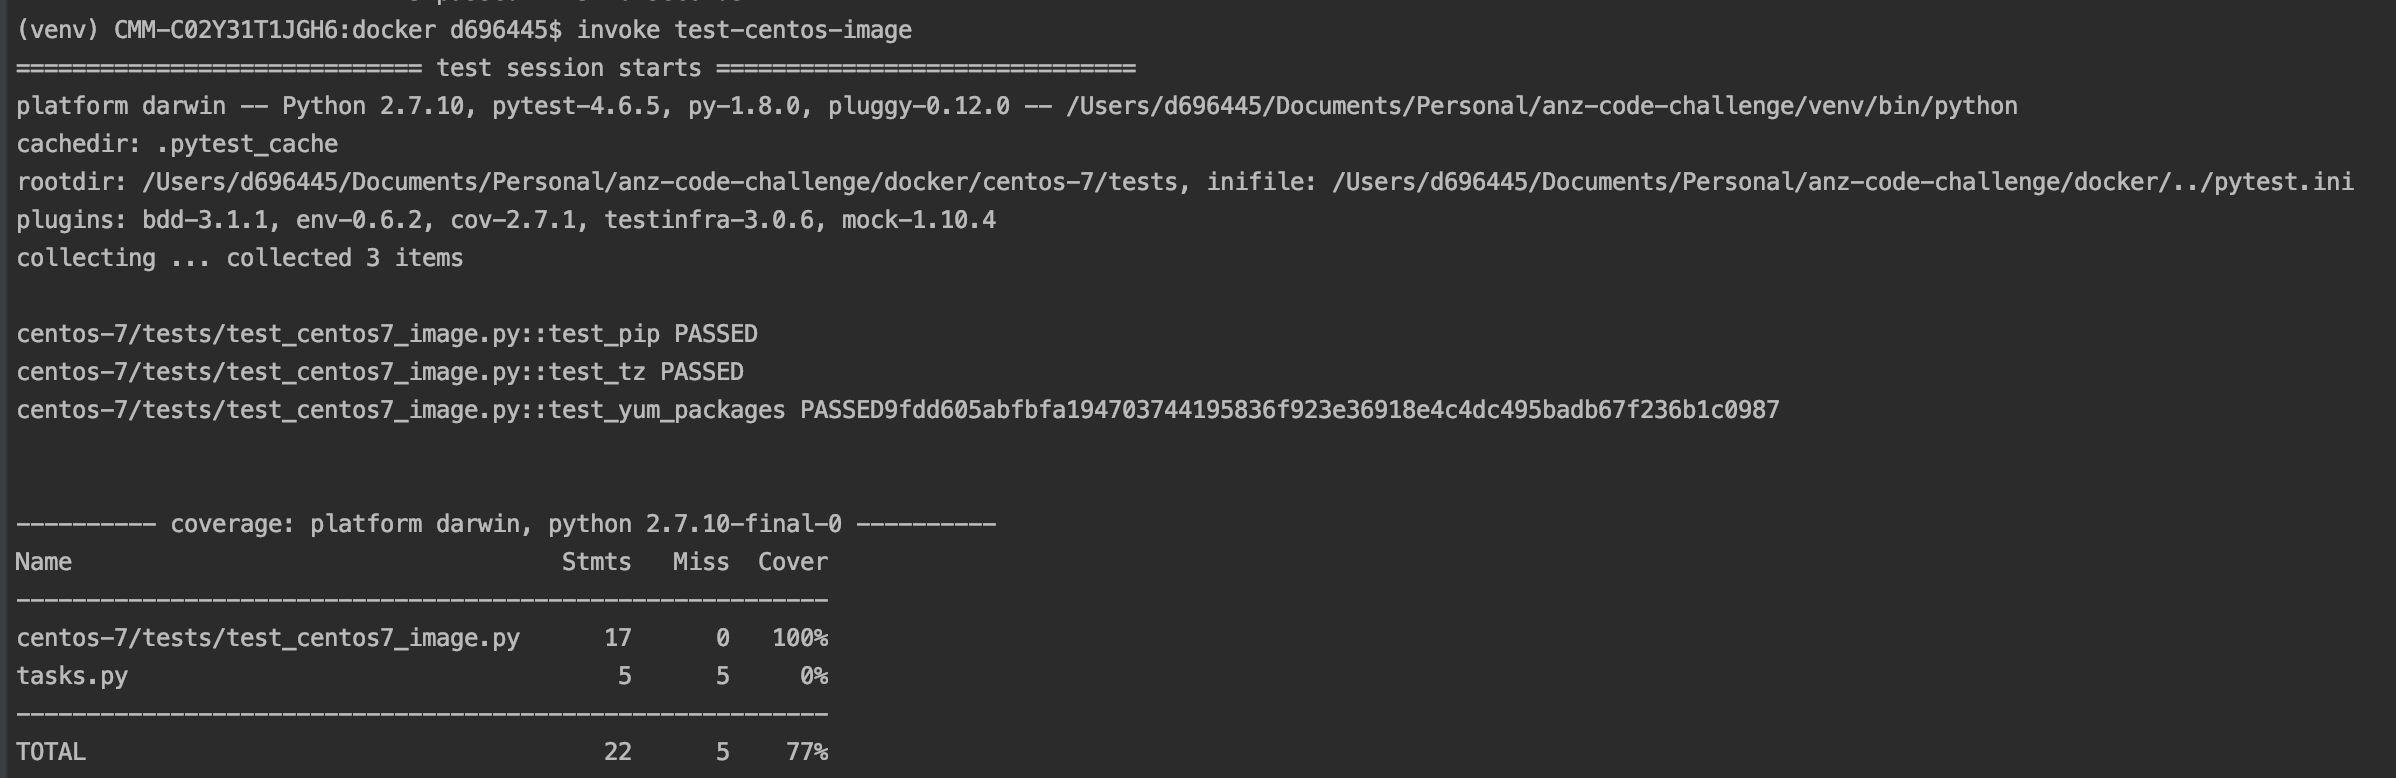 (venv) CMM-C02Y31T1JGH6:docker d696445$ invoke test-centos-image
============================= test session starts ==============================
platform darwin -- Python 2.7.10, pytest-4.6.5, py-1.8.0, pluggy-0.12.0 -- /Users/d696445/Documents/Personal/anz-code-challenge/venv/bin/python
cachedir: .pytest_cache
rootdir: /Users/d696445/Documents/Personal/anz-code-challenge/docker/centos-7/tests, inifile: /Users/d696445/Documents/Personal/anz-code-challenge/docker/../pytest.ini
plugins: bdd-3.1.1, env-0.6.2, cov-2.7.1, testinfra-3.0.6, mock-1.10.4
collecting ... collected 3 items
centos-7/tests/test_centos7_image.py::test_pip PASSED
centos-7/tests/test_centos7_image.py::test_tz PASSED
centos-7/tests/test_centos7_image.py::test_yum_packages PASSED9fdd605abfbfa194703744195836f923e36918e4c4dc495badb67f236b1c0987
---------- coverage: platform darwin, python 2.7.10-final-0 ----------
Name                                   Stmts   Miss  Cover
----------------------------------------------------------
centos-7/tests/test_centos7_image.py      17      0   100%
tasks.py                                   5      5     0%
----------------------------------------------------------
TOTAL                                     22      5    77%